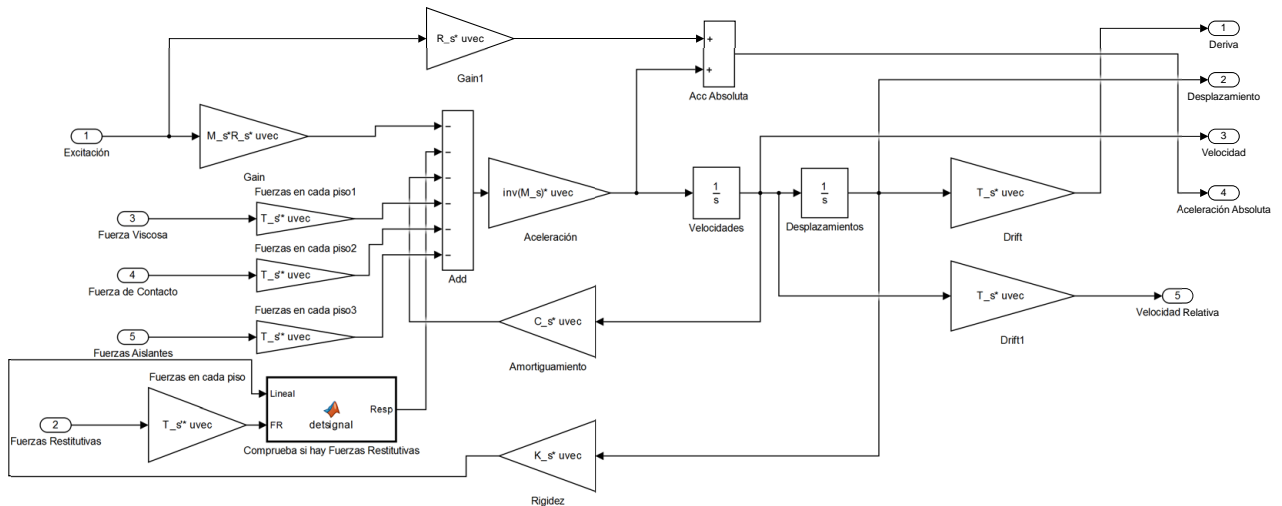 R_s* uvec
Gain1
+
+
Acc Absoluta
1
Deriva
2
Desplazamiento
3
Velocidad
4
Aceleración Absoluta
1
Excitación
M_s*R_s* uvec
Gain
Fuerzas en cada piso1
3
Fuerza Viscosa
T_s'* uvec
Fuerzas en cada piso2
4
Fuerza de Contacto
T_s'* uvec
Fuerzas en cada piso3
5
Fuerzas Aislantes
T_s'* uvec
−
−
−
−
−
−
Add
inv(M_s)* uvec
Aceleración
1
s
Velocidades
1
s
Desplazamientos
T_s* uvec
Drift
T_s* uvec
Drift1
5
Velocidad Relativa
C_s* uvec
Amortiguamiento
Fuerzas en cada piso
2
Fuerzas Restitutivas
T_s'* uvec
Lineal
FR
Resp
detsignal
Comprueba si hay Fuerzas Restitutivas
K_s* uvec
Rigidez